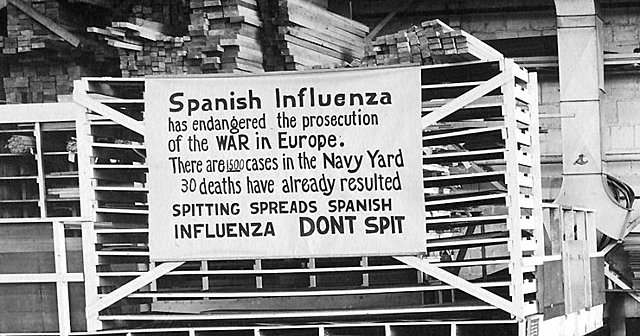 Spanish Influenza
has endangered the prosecution
of the WAR in Europe.
There are 1500 cases in the Navy Yard
30 deaths have already resulted
SPITTING SPREADS SPANISH
INFLUENZA DONT SPIT